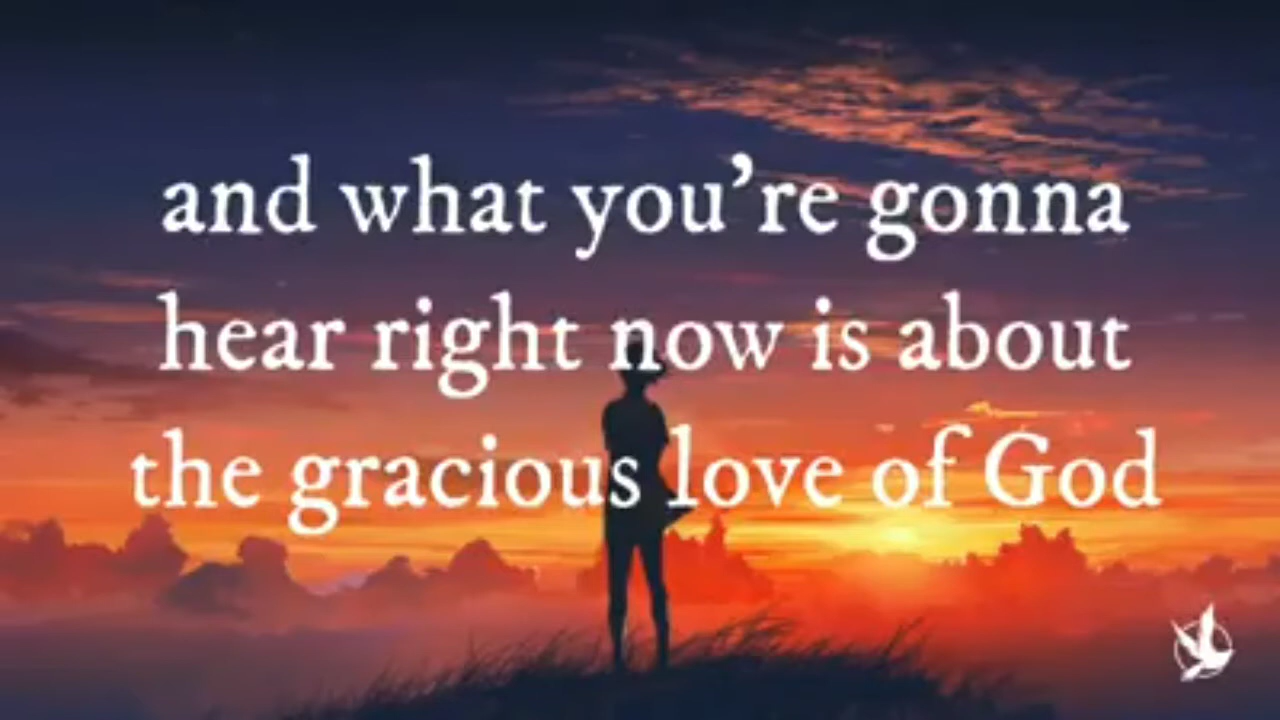 and what you’re gonna
hear right now is about
the gracious love of God